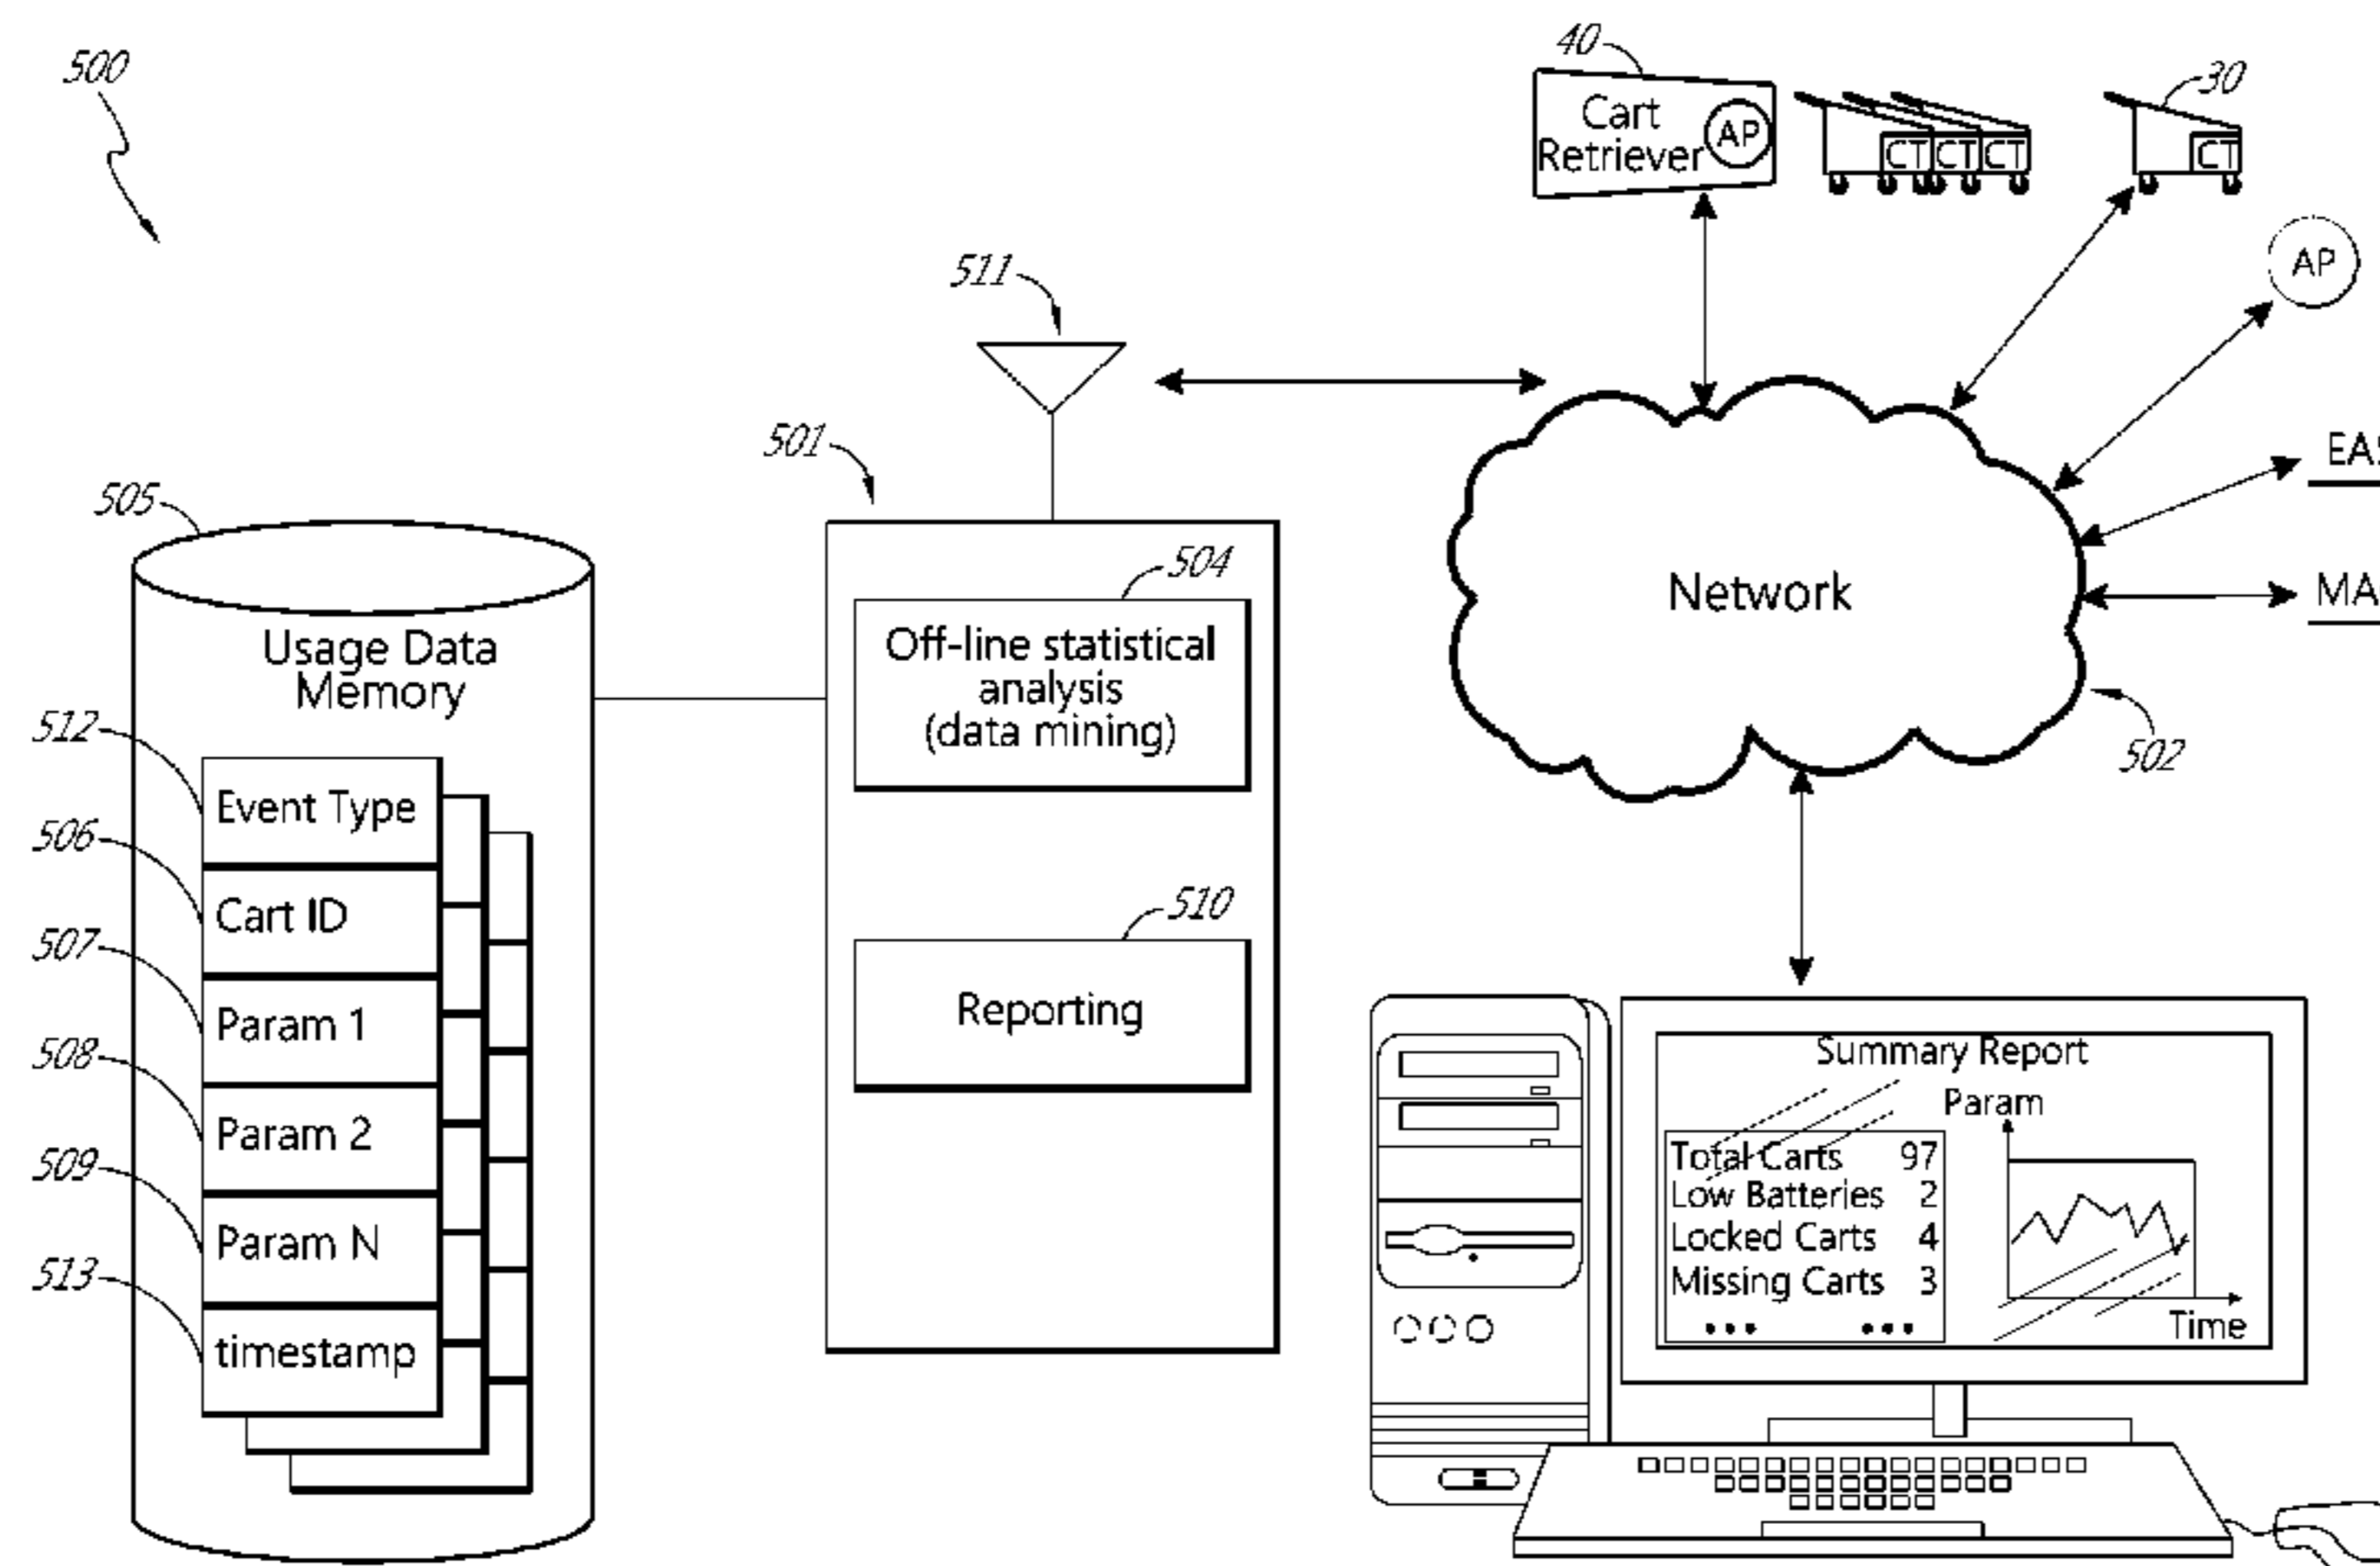 500
40
Cart
Retriever
AP
CT CT CT
30
CT
AP
511
501
505
504
Off-line statistical
analysis
(data mining)
Network
502
Usage Data
Memory
512
Event Type
506
Cart ID
507
Param 1
508
Param 2
509
Param N
513
timestamp
510
Reporting
Summary Report
Param
Total Carts 97
Low Batteries 2
Locked Carts 4
Missing Carts 3
••• •••
Time